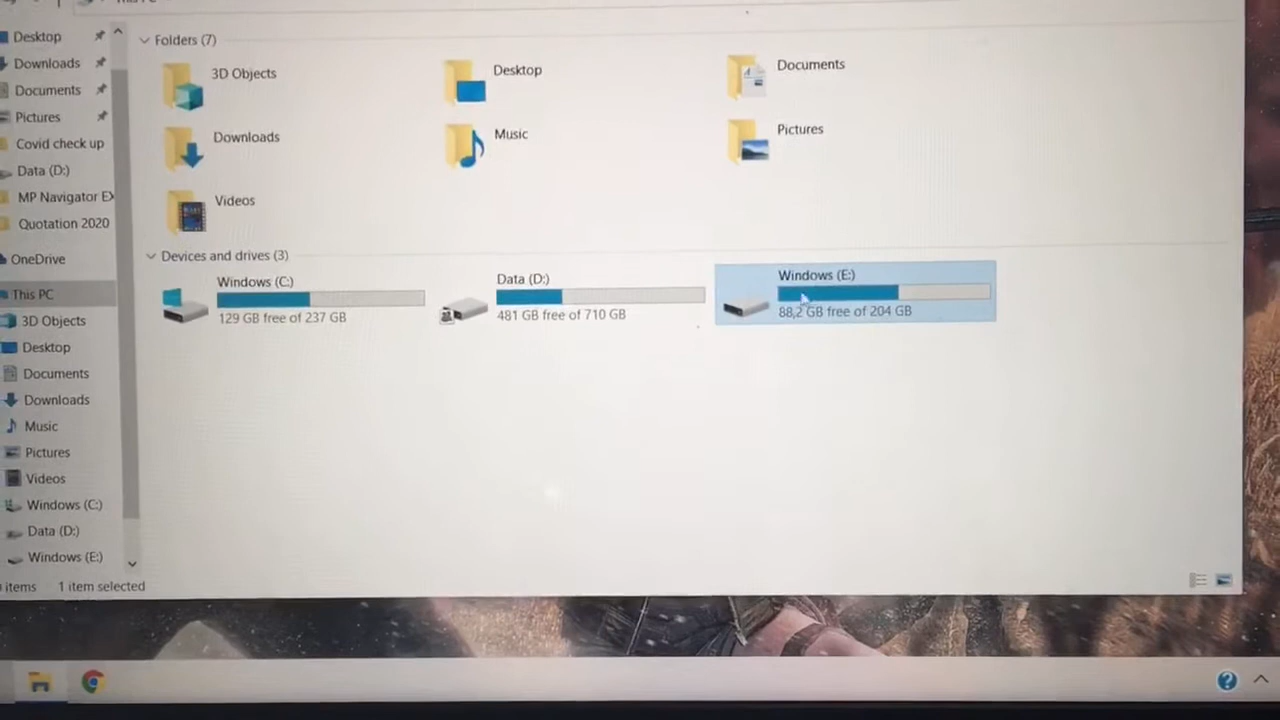 This PC
Desktop
Downloads
Documents
Pictures
Covid check up
Data (D:)
MP Navigator EX
Quotation 2020
OneDrive
This PC
3D Objects
Desktop
Documents
Downloads
Music
Pictures
Videos
Windows (C:)
Data (D:)
Windows (E:)
items 1 item selected
Folders (7)
3D Objects
Desktop
Documents
Downloads
Music
Pictures
Videos
Devices and drives (3)
Windows (C:)
129 GB free of 237 GB
Data (D:)
481 GB free of 710 GB
Windows (E:)
88,2 GB free of 204 GB